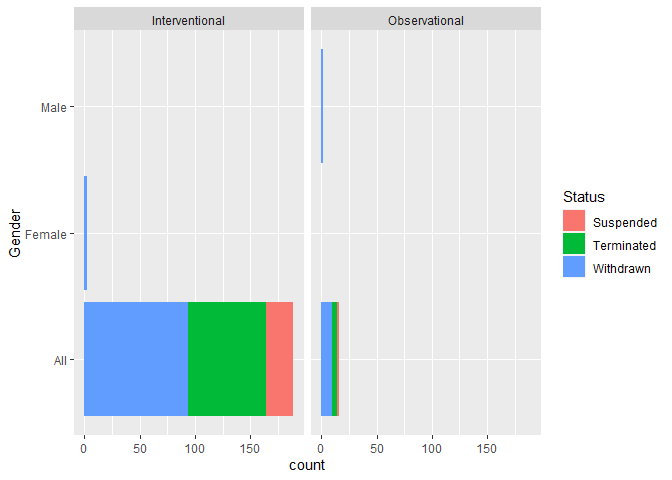 Interventional Observational
Male
Female
All
Gender
0 50 100 150 0 50 100 150
count
Status
Suspended
Terminated
Withdrawn